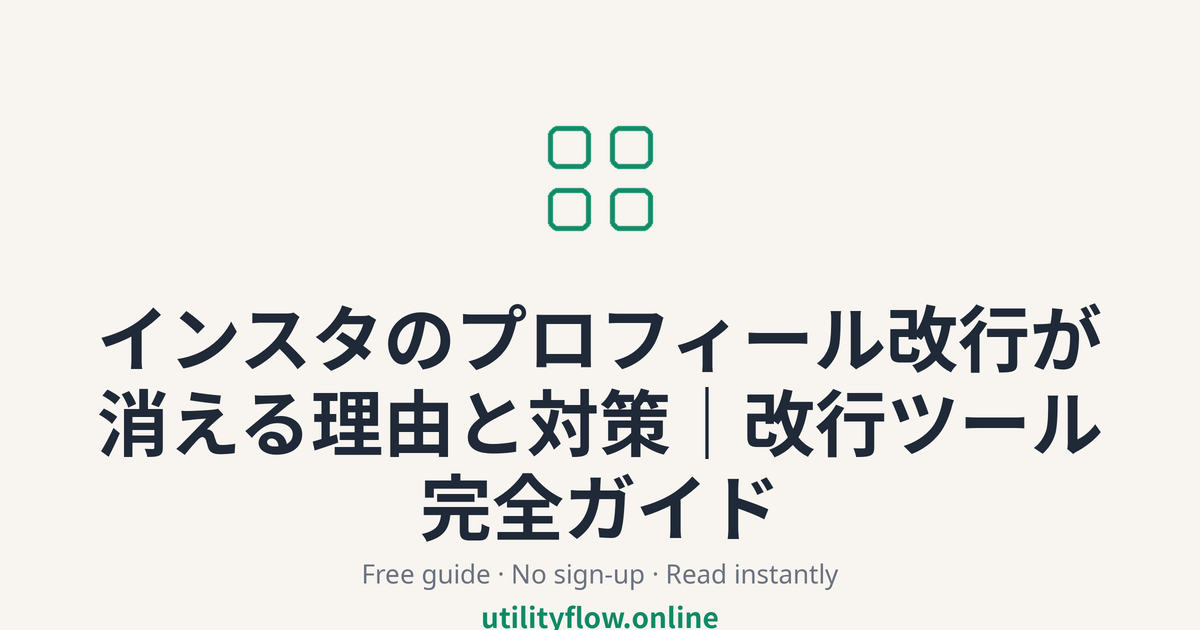 インスタのプロフィール改行が
消える理由と対策｜改行ツール
完全ガイド
Free guide · No sign-up · Read instantly
utilityflow.online